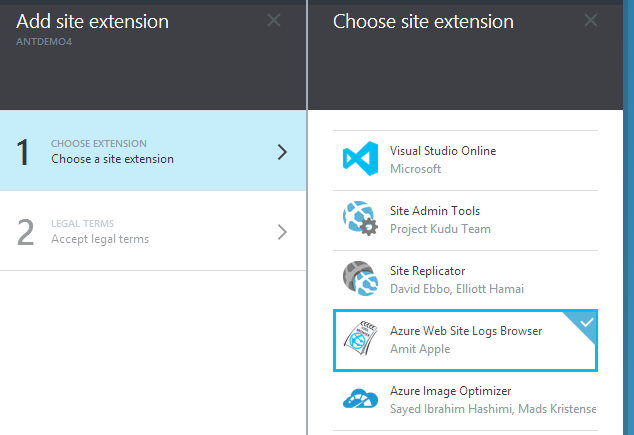 Add site extension
ANTDEMO4
1
CHOOSE EXTENSION
Choose a site extension
2
LEGAL TERMS
Accept legal terms
Choose site extension
Visual Studio Online
Microsoft
Site Admin Tools
Project Kudu Team
Site Replicator
David Ebbo, Elliott Hamai
Azure Web Site Logs Browser
Amit Apple
Azure Image Optimizer
Sayed Ibrahim Hashimi, Mads Kristense